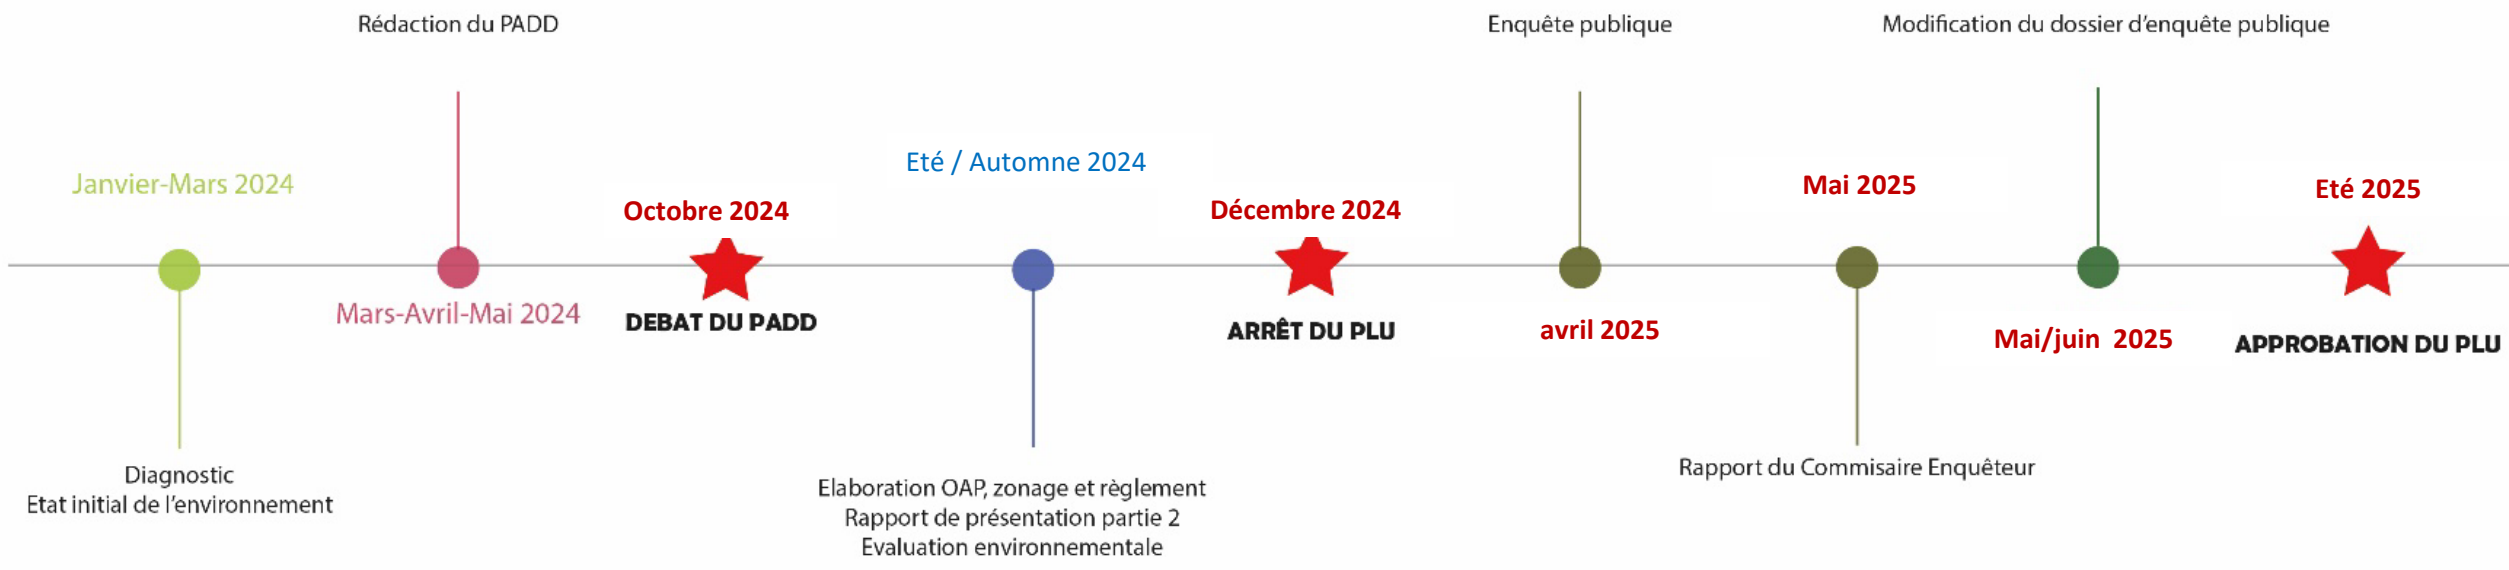 Rédaction du PADD
Enquête publique
Modification du dossier d'enquête publique
Eté / Automne 2024
Janvier-Mars 2024
Octobre 2024
Décembre 2024
Mai 2025
Eté 2025
Mars-Avril-Mai 2024
DEBAT DU PADD
ARRÊT DU PLU
avril 2025
Mai/juin 2025
APPROBATION DU PLU
Diagnostic
Etat initial de l'environnement
Elaboration OAP, zonage et règlement
Rapport de présentation partie 2
Evaluation environnementale
Rapport du Commisaire Enquêteur